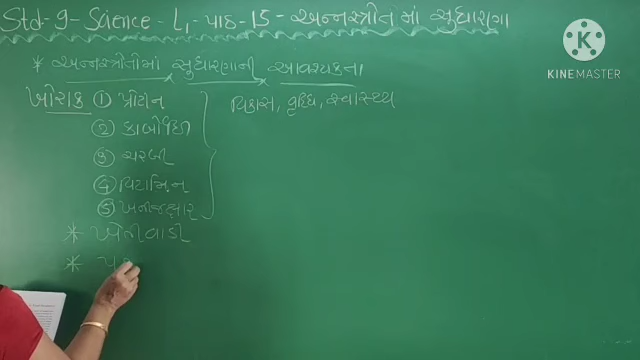 Std-9-Science-L, પાઠ-15-અન્નસ્ત્રોતમાં સુધારણા
* અન્નસ્ત્રોતોમાં સુધારણાની આવશ્યકતા
ખોરાક ① પ્રોટીન વિકાસ, વૃધ્ધિ, સ્વાસ્થ્ય
② કાર્બોદિત
③ ચરબી
④ વિટામિન
⑤ ખનીજક્ષાર
* ખેતીવાડી
*
K
KINEMASTER